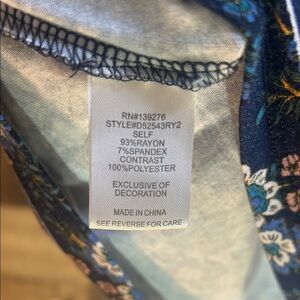 RN#139276
STYLE#D52543RY2
SELF
93%RAYON
7%SPANDEX
CONTRAST
100%POLYESTER
EXCLUSIVE OF
DECORATION
MADE IN CHINA
SEE REVERSE FOR CARE